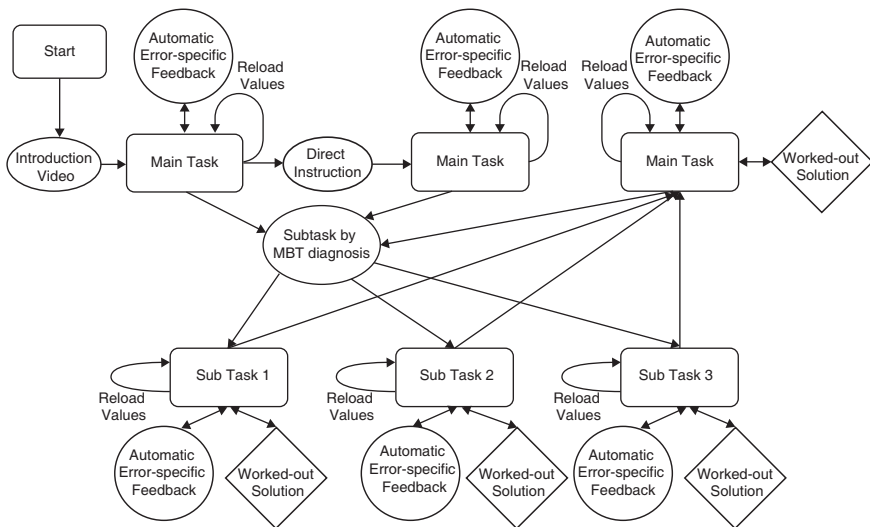 Start
Automatic
Error-specific
Feedback
Reload
Values
Automatic
Error-specific
Feedback
Reload
Values
Automatic
Error-specific
Feedback
Reload
Values
Introduction
Video
Main Task
Direct
Instruction
Main Task
Main Task
Worked-out
Solution
Subtask by
MBT diagnosis
Sub Task 1
Reload
Values
Automatic
Error-specific
Feedback
Worked-out
Solution
Sub Task 2
Reload
Values
Automatic
Error-specific
Feedback
Worked-out
Solution
Sub Task 3
Reload
Values
Automatic
Error-specific
Feedback
Worked-out
Solution